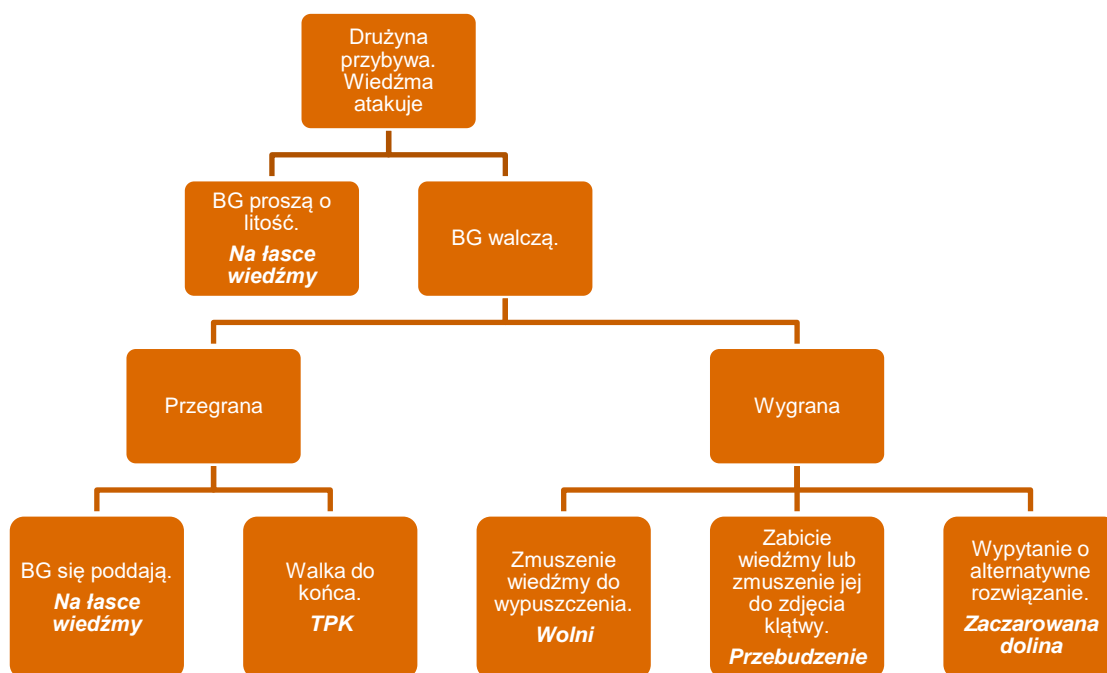 Drużyna
przybywa.
Wiedźma
atakuje
BG proszą o
litość.
Na łasce
wiedźmy
BG walczą.
Przegrana
Wygrana
BG się poddają.
Na łasce
wiedźmy
Walka do
końca.
TPK
Zmuszenie
wiedźmy do
wypuszczenia.
Wolni
Zabicie
wiedźmy lub
zmuszenie jej
do zdjęcia
klątwy.
Przebudzenie
Wypytanie o
alternatywne
rozwiązanie.
Zaczarowana
dolina